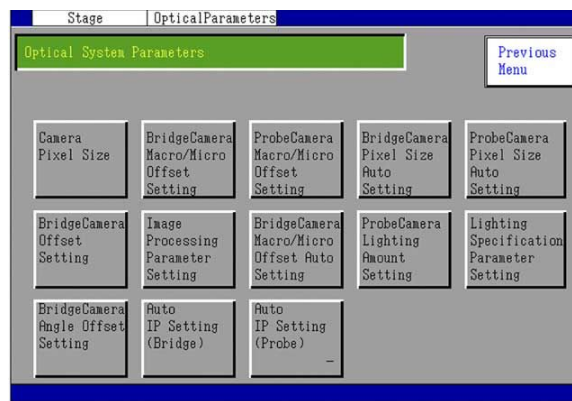 Stage OpticalParameters
Optical System Parameters
Previous
Menu
Camera
Pixel Size
BridgeCamera
Macro/Micro
Offset
Setting
ProbeCamera
Macro/Micro
Offset
Setting
BridgeCamera
Pixel Size
Auto
Setting
ProbeCamera
Pixel Size
Auto
Setting
BridgeCamera
Offset
Setting
Image
Processing
Parameter
Setting
BridgeCamera
Macro/Micro
Offset Auto
Setting
ProbeCamera
Lighting
Amount
Setting
Lighting
Specification
Parameter
Setting
BridgeCamera
Angle Offset
Setting
Auto
IP Setting
(Bridge)
Auto
IP Setting
(Probe)
_